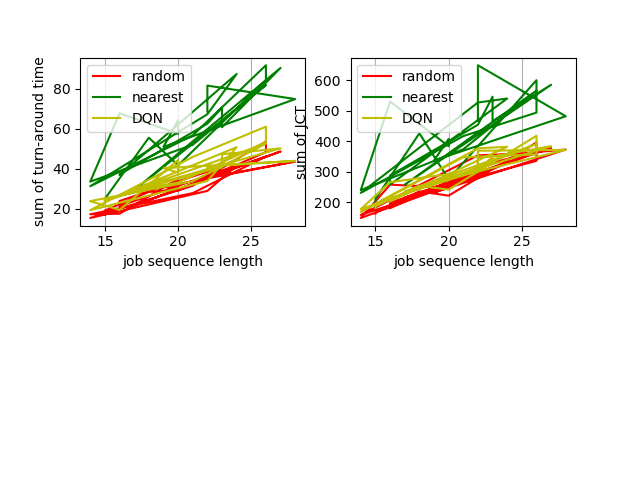 sum of turn-around time
80
60
40
20
random
nearest
DQN
15
20
25
job sequence length
sum of JCT
600
500
400
300
200
random
nearest
DQN
15
20
25
job sequence length